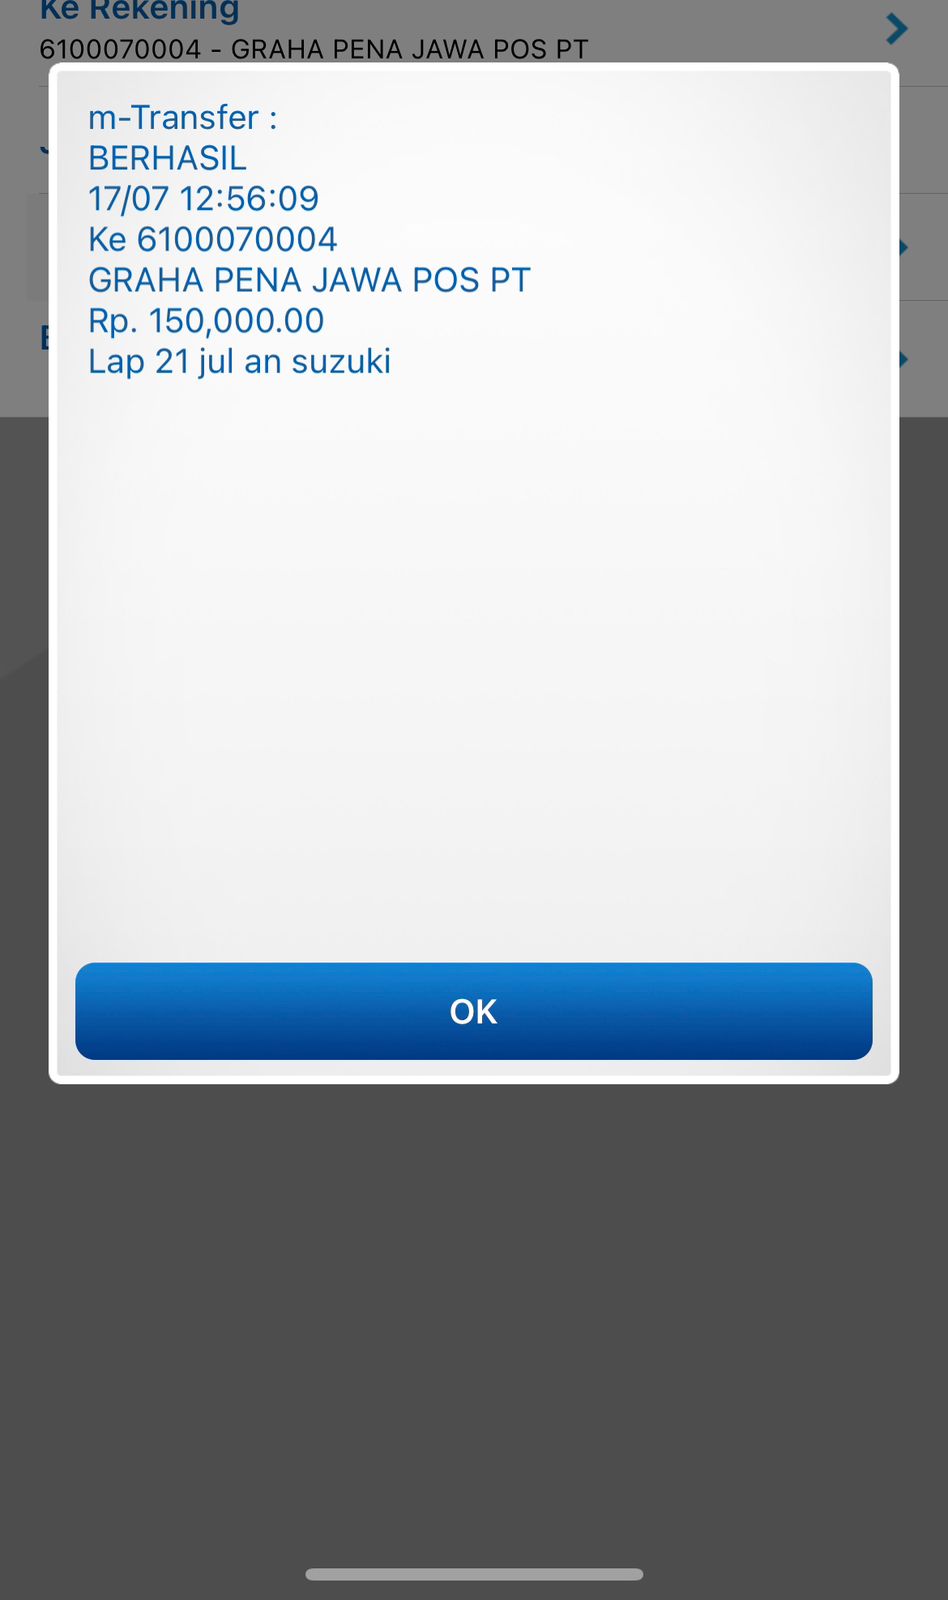 Ke Rekening
6100070004 - GRAHA PENA JAWA POS PT
m-Transfer :
BERHASIL
17/07 12:56:09
Ke 6100070004
GRAHA PENA JAWA POS PT
Rp. 150,000.00
Lap 21 jul an suzuki
OK